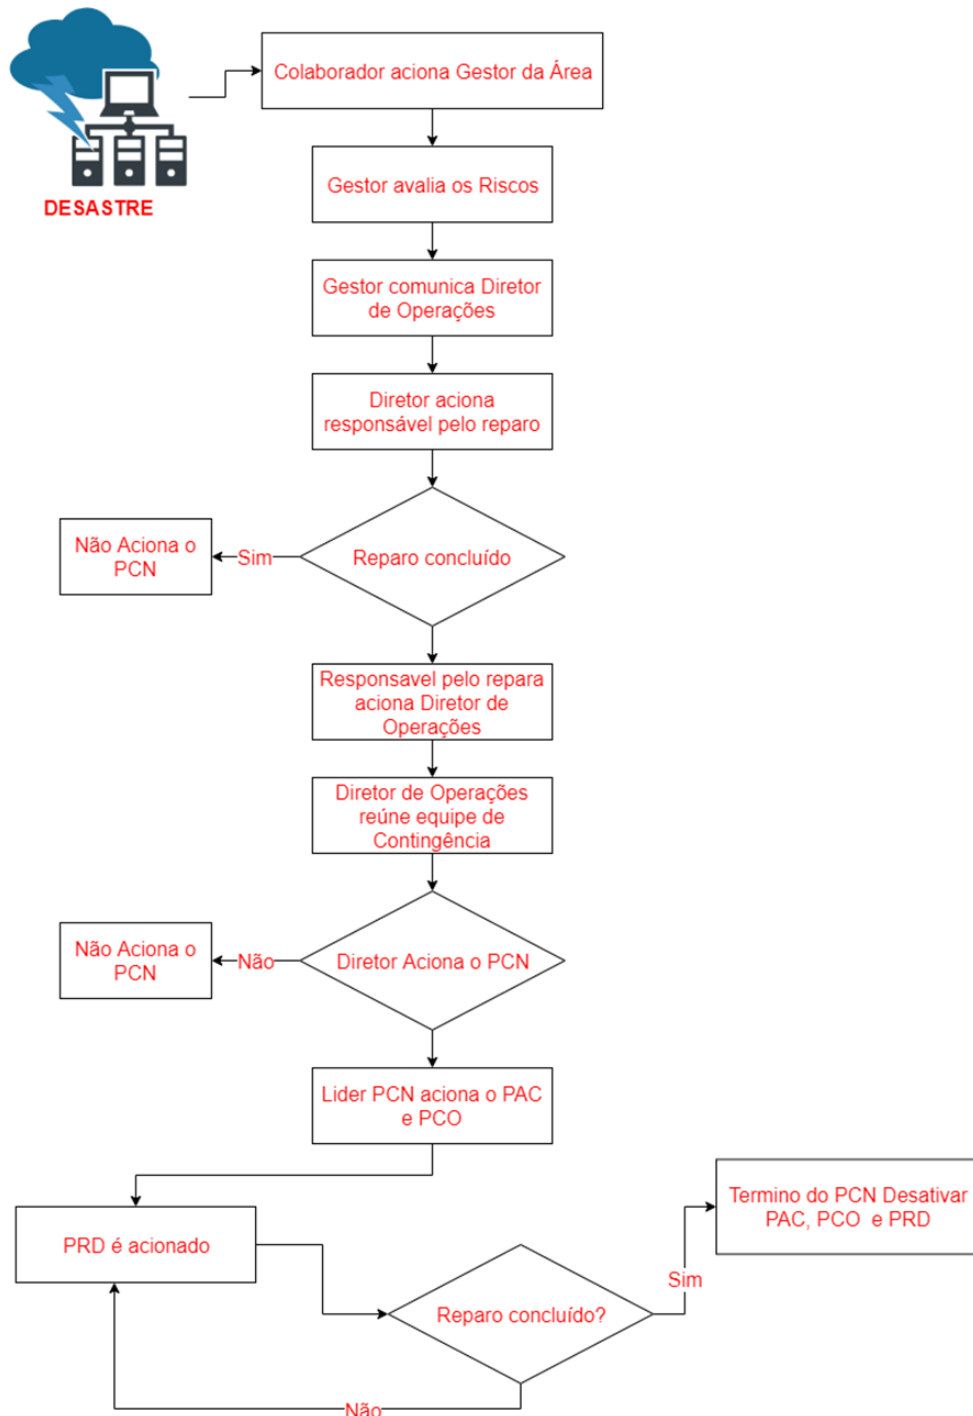 DESASTRE
Colaborador aciona Gestor da Área
Gestor avalia os Riscos
Gestor comunica Diretor
de Operações
Diretor aciona
responsável pelo reparo
Reparo concluído
Sim
Não Aciona o
PCN
Responsavel pelo repara
aciona Diretor de
Operações
Diretor de Operações
reúne equipe de
Contingência
Diretor Aciona o PCN
Não
Não Aciona o
PCN
Lider PCN aciona o PAC
e PCO
PRD é acionado
Reparo concluído?
Sim
Termino do PCN Desativar
PAC, PCO e PRD
Não